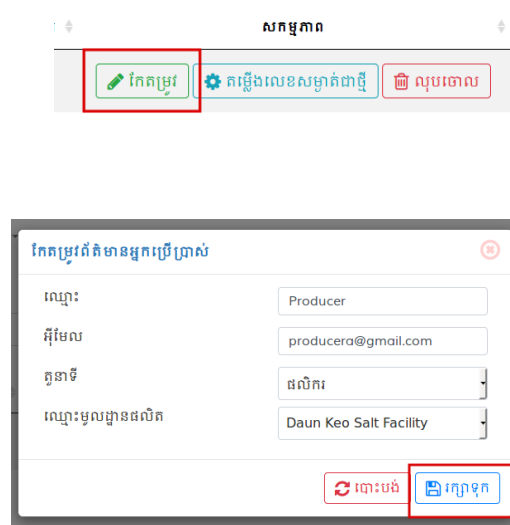 សកម្មភាព
កែតម្រូវ តម្លើងលេខសម្ងាត់ជាថ្មី លុបចោល
កែតម្រូវព័ត៌មានអ្នកប្រើប្រាស់
ឈ្មោះ Producer
អ៊ីមែល producera@gmail.com
តួនាទី ផលិករ
ឈ្មោះមូលដ្ឋានផលិត Daun Keo Salt Facility
បោះបង់ រក្សាទុក